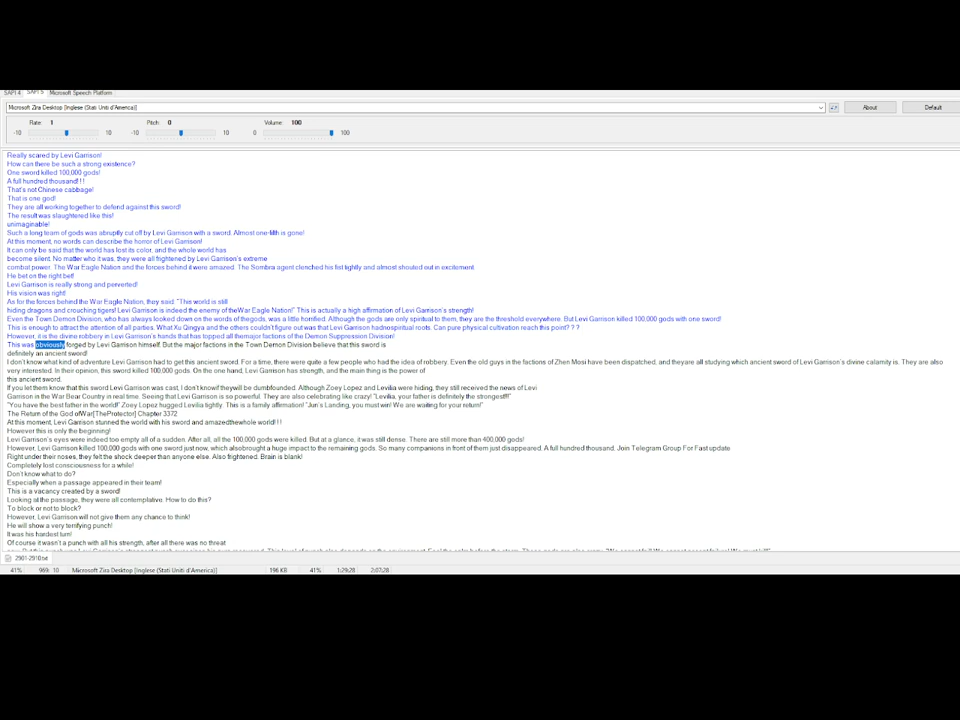 SAPI 4 SAPI 5 Microsoft Speech Platform
Microsoft Zira Desktop [Inglese (Stati Uniti d'America)]
About
Default
Rate: 1
Pitch: 0
Volume: 100
-10 10 -10 10 0 100
Really scared by Levi Garrison!
How can there be such a strong existence?
One sword killed 100,000 gods!
A full hundred thousand!!!
That's not Chinese cabbage!
That is one god!
They are all working together to defend against this sword!
The result was slaughtered like this!
unimaginable!
Such a long team of gods was abruptly cut off by Levi Garrison with a sword. Almost one-fifth is gone!
At this moment, no words can describe the horror of Levi Garrison!
It can only be said that the world has lost its color, and the whole world has
become silent. No matter who it was, they were all frightened by Levi Garrison's extreme
combat power. The War Eagle Nation and the forces behind it were amazed. The Sombra agent clenched his fist tightly and almost shouted out in excitement.
He bet on the right bet!
Levi Garrison is really strong and perverted!
His vision was right!
As for the forces behind the War Eagle Nation, they said: "This world is still
hiding dragons and crouching tigers! Levi Garrison is indeed the enemy of theWar Eagle Nation!" This is actually a high affirmation of Levi Garrison's strength!
Even the Town Demon Division, who has always looked down on the words of thegods, was a little horrified. Although the gods are only spiritual to them, they are the threshold everywhere. But Levi Garrison killed 100,000 gods with one sword!
This is enough to attract the attention of all parties. What Xu Qingya and the others couldn't figure out was that Levi Garrison hadnospiritual roots. Can pure physical cultivation reach this point? ? ?
However, it is the divine robbery in Levi Garrison's hands that has topped all themajor factions of the Demon Suppression Division!
This was obviously forged by Levi Garrison himself. But the major factions in the Town Demon Division believe that this sword is
definitely an ancient sword!
I don't know what kind of adventure Levi Garrison had to get this ancient sword. For a time, there were quite a few people who had the idea of robbery. Even the old guys in the factions of Zhen Mosi have been dispatched, and theyare all studying which ancient sword of Levi Garrison's divine calamity is. They are also
very interested. In their opinion, this sword killed 100,000 gods. On the one hand, Levi Garrison has strength, and the main thing is the power of
this ancient sword.
If you let them know that this sword Levi Garrison was cast, I don't know if theywill be dumbfounded. Although Zoey Lopez and Levilia were hiding, they still received the news of Levi
Garrison in the War Bear Country in real time. Seeing that Levi Garrison is so powerful. They are also celebrating like crazy! "Levilia, your father is definitely the strongest!!!"
"You have the best father in the world!" Zoey Lopez hugged Levilia tightly. This is a family affirmation! "Jun's Landing, you must win! We are waiting for your return!".
The Return of the God ofWar[TheProtector] Chapter 3372
At this moment, Levi Garrison stunned the world with his sword and amazedthewhole world!!!
However this is only the beginning!
Levi Garrison's eyes were indeed too empty all of a sudden. After all, all the 100,000 gods were killed. But at a glance, it was still dense. There are still more than 400,000 gods!
However, Levi Garrison killed 100,000 gods with one sword just now, which alsobrought a huge impact to the remaining gods. So many companions in front of them just disappeared. A full hundred thousand. Join Telegram Group For Fast update
Right under their noses, they felt the shock deeper than anyone else. Also frightened. Brain is blank!
Completely lost consciousness for a while!
Don't know what to do?
Especially when a passage appeared in their team!
This is a vacancy created by a sword!
Looking at the passage, they were all contemplative. How to do this?
To block or not to block?
However, Levi Garrison will not give them any chance to think!
He will show a very terrifying punch!
It was his hardest turn!
Of course it wasn't a punch with all his strength, after all there was no threat
2901-2910.txt
41% 969: 10 Microsoft Zira Desktop [Inglese (Stati Uniti d'America)] 196 KB 41% 1:29:28 2:07:28